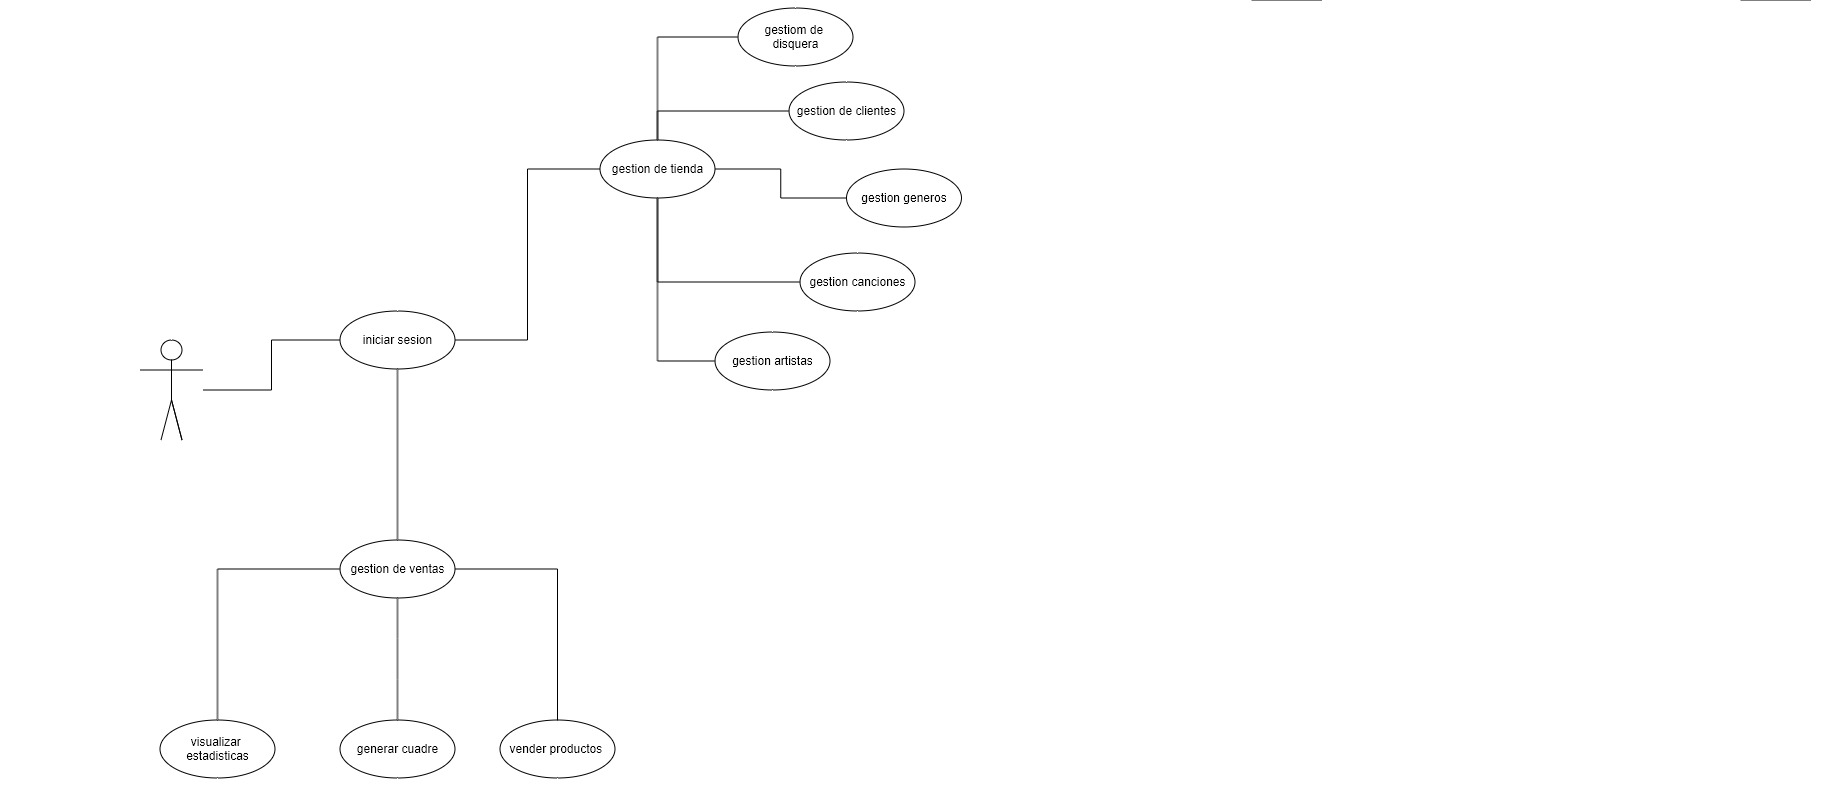 gestiom de
disquera
gestion de clientes
gestion de tienda
gestion generos
gestion canciones
iniciar sesion
gestion artistas
gestion de ventas
visualizar
estadisticas
generar cuadre
vender productos